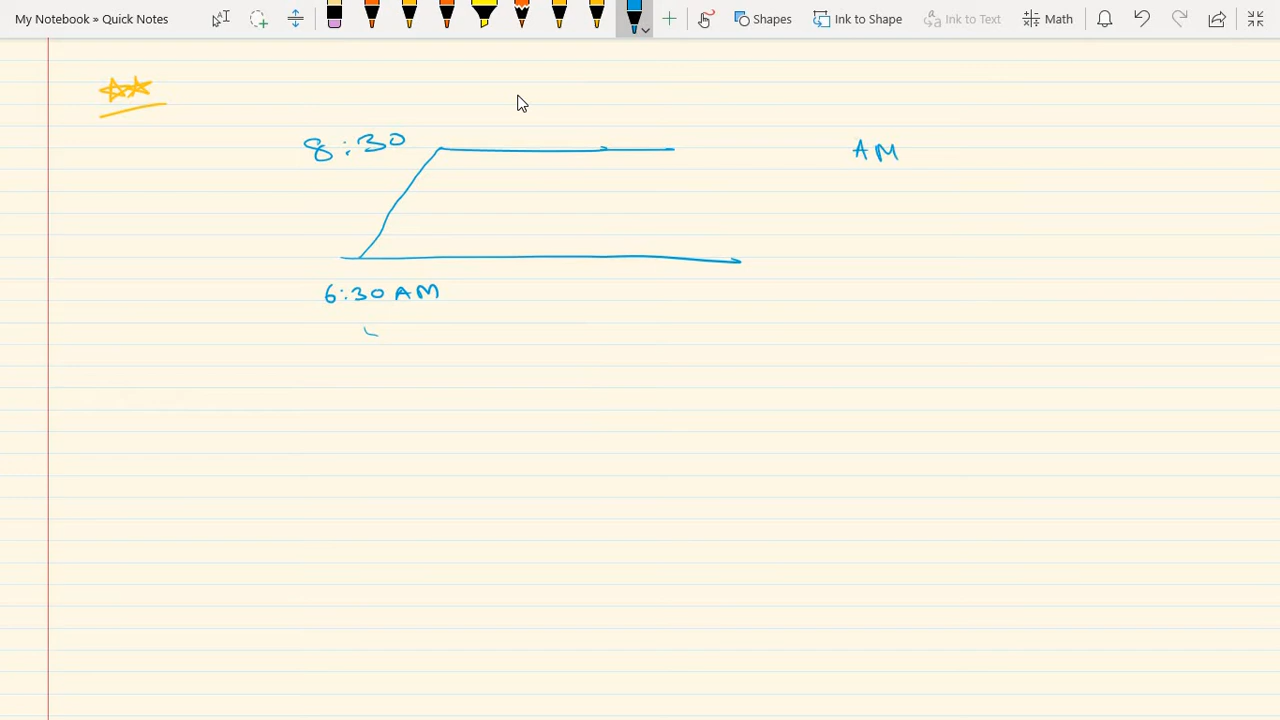 My Notebook » Quick Notes
Shapes
Ink to Shape
Ink to Text
Math
8:30
AM
6:30 AM